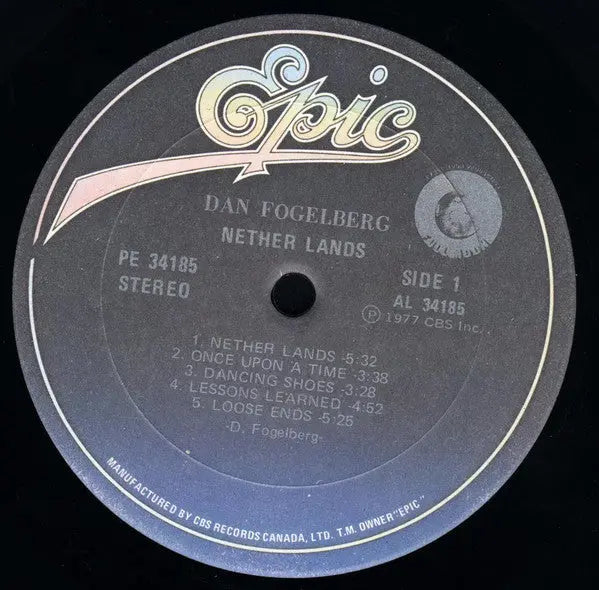 Epic
DAN FOGELBERG
NETHER LANDS
PE 34185
STEREO
SIDE 1
AL 34185
Ⓟ 1977 CBS Inc.
1. NETHER LANDS -5:32
2. ONCE UPON A TIME -3:38
3. DANCING SHOES -3:28
4. LESSONS LEARNED -4:52
5. LOOSE ENDS -5:25
-D. Fogelberg-
MANUFACTURED BY CBS RECORDS CANADA, LTD. T.M. OWNER "EPIC"